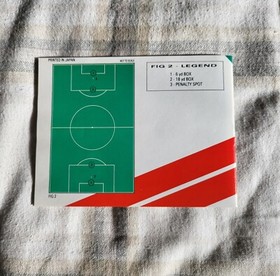 PRINTED IN JAPAN
FIG 2 - LEGEND
1 : 6 yd BOX
2 : 18 yd BOX
3 : PENALTY SPOT
FIG 2